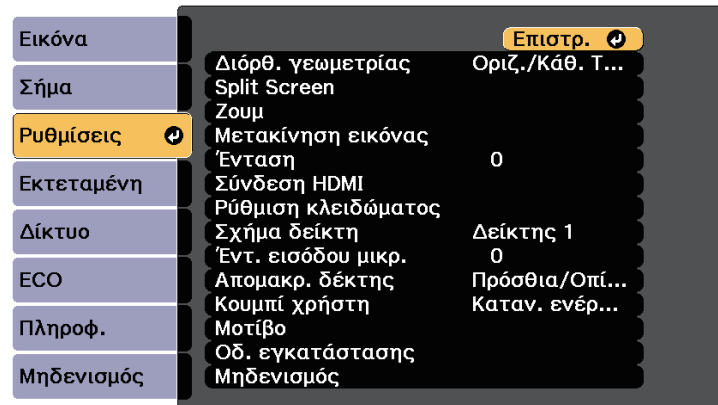 Εικόνα
Σήμα
Ρυθμίσεις
Εκτεταμένη
Δίκτυο
ECO
Πληροφ.
Μηδενισμός
Επιστρ.
Διόρθ. γεωμετρίας Οριζ./Κάθ. Τ...
Split Screen
Ζουμ
Μετακίνηση εικόνας
Ένταση 0
Σύνδεση HDMI
Ρύθμιση κλειδώματος
Σχήμα δείκτη Δείκτης 1
Έντ. εισόδου μικρ. 0
Απομακρ. δέκτης Πρόσθια/Οπί...
Κουμπί χρήστη Καταν. ενέρ...
Μοτίβο
Οδ. εγκατάστασης
Μηδενισμός